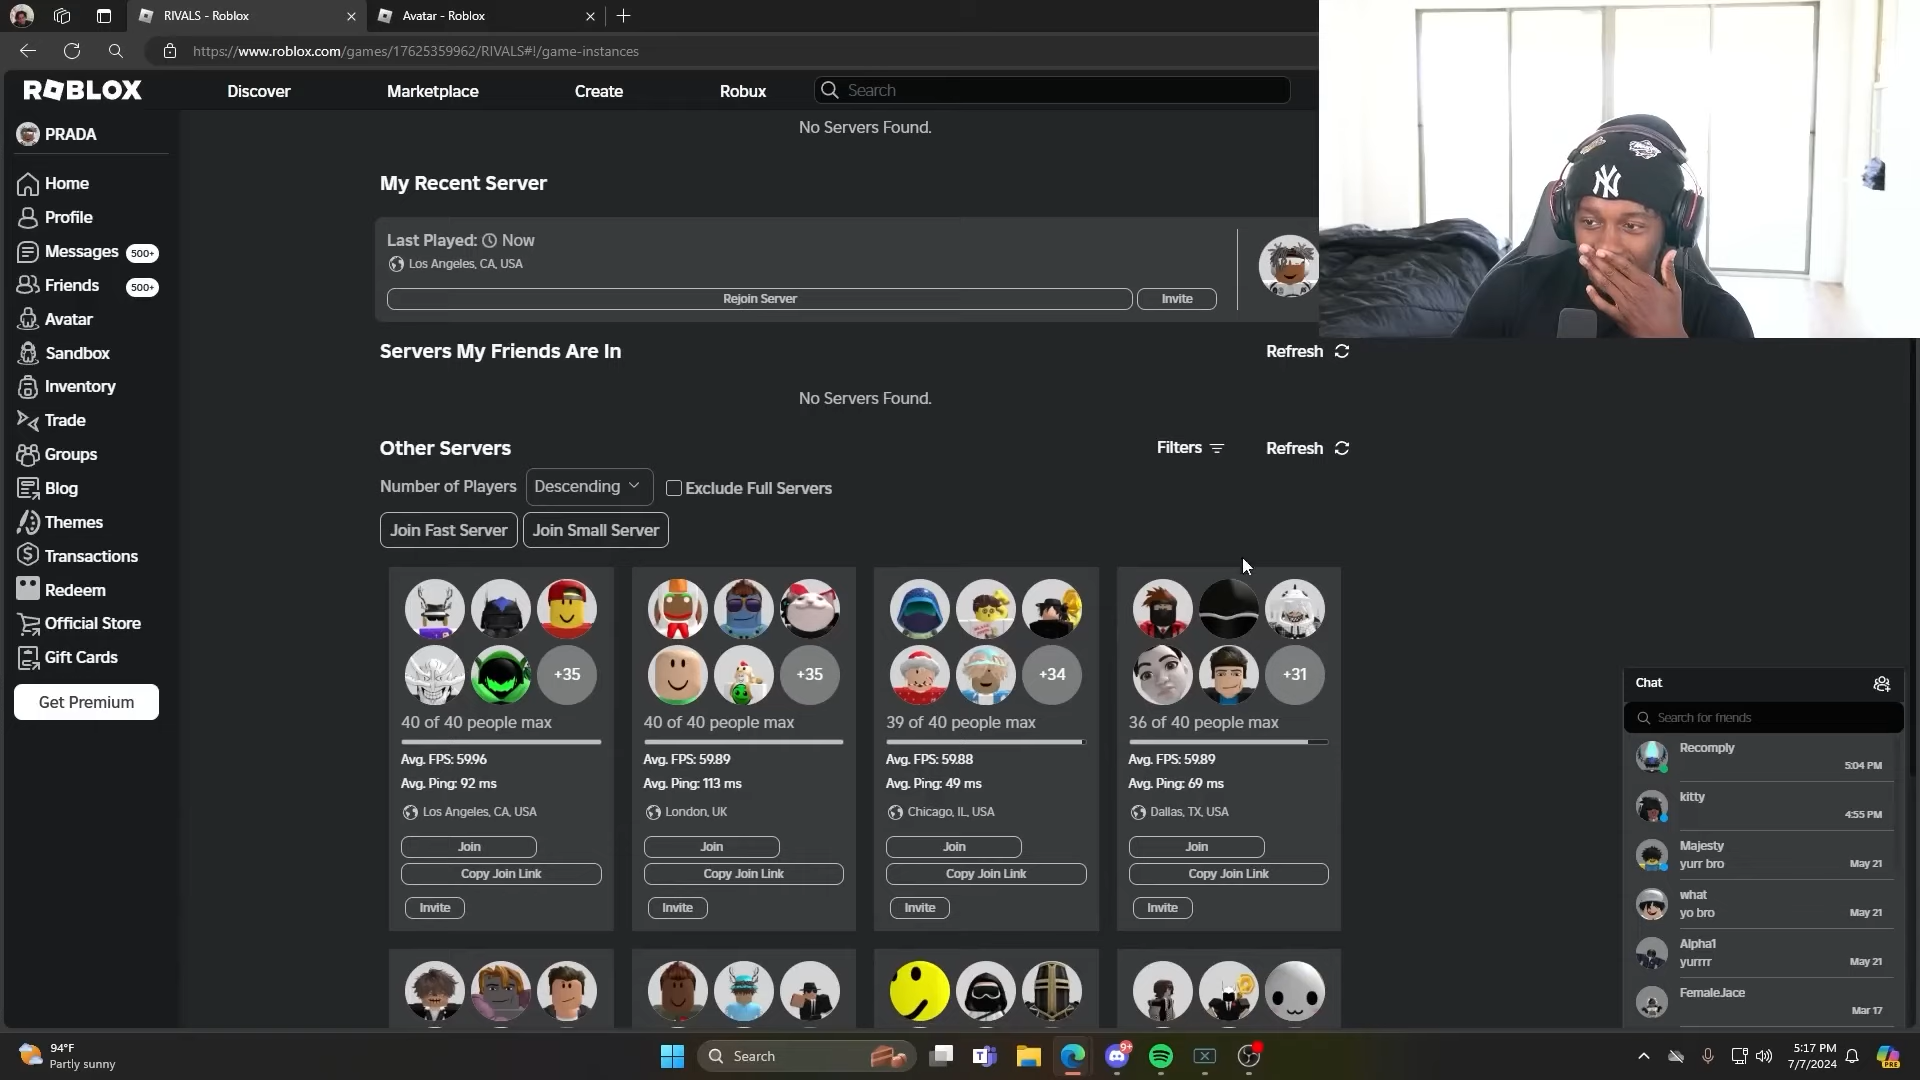 RIVALS - Roblox
Avatar - Roblox
https://www.roblox.com/games/17625359962/RIVALS#!/game-instances
ROBLOX
Discover
Marketplace
Create
Robux
Search
PRADA
Home
Profile
Messages 500+
Friends 500+
Avatar
Sandbox
Inventory
Trade
Groups
Blog
Themes
Transactions
Redeem
Official Store
Gift Cards
Get Premium
No Servers Found.
My Recent Server
Last Played: Now
Los Angeles, CA, USA
Rejoin Server
Invite
Servers My Friends Are In
Refresh
No Servers Found.
Other Servers
Filters
Refresh
Number of Players
Descending
Exclude Full Servers
Join Fast Server
Join Small Server
+35
40 of 40 people max
Avg. FPS: 59.96
Avg. Ping: 92 ms
Los Angeles, CA, USA
Join
Copy Join Link
Invite
+35
40 of 40 people max
Avg. FPS: 59.89
Avg. Ping: 113 ms
London, UK
Join
Copy Join Link
Invite
+34
39 of 40 people max
Avg. FPS: 59.88
Avg. Ping: 49 ms
Chicago, IL, USA
Join
Copy Join Link
Invite
+31
36 of 40 people max
Avg. FPS: 59.89
Avg. Ping: 69 ms
Dallas, TX, USA
Join
Copy Join Link
Invite
NY
Chat
Search for friends
Recomply
5:04 PM
kitty
4:55 PM
Majesty
yurr bro
May 21
what
yo bro
May 21
Alpha1
yurrrr
May 21
FemaleJace
Mar 17
94°F
Partly sunny
Search
9+
5:17 PM
7/7/2024
PRE